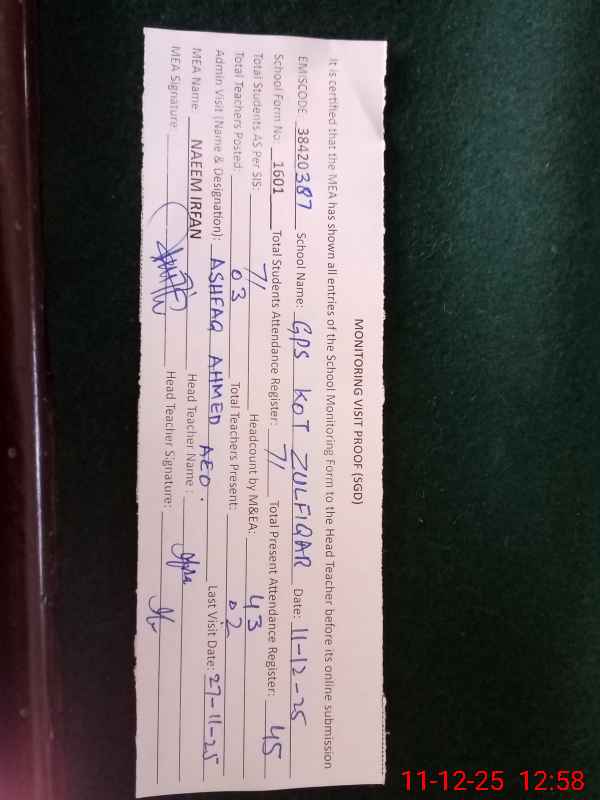 MONITORING VISIT PROOF (SGD)
It is certified that the MEA has shown all entries of the School Monitoring Form to the Head Teacher before its online submission
EMISCODE 38420387 School Name: GPS KOT ZULFIQAR Date: 11-12-25
School Form No. 1601 Total Students Attendance Register: 71 Total Present Attendance Register: 45
Total Students AS Per SIS: 71 Headcount by M&EA: 43
Total Teachers Posted: 03 Total Teachers Present: 02
Admin Visit (Name & Designation): ASHFAQ AHMED AEO. Last Visit Date: 27-11-25
MEA Name: NAEEM IRFAN Head Teacher Name :
MEA Signature: Head Teacher Signature:
11-12-25 12:58